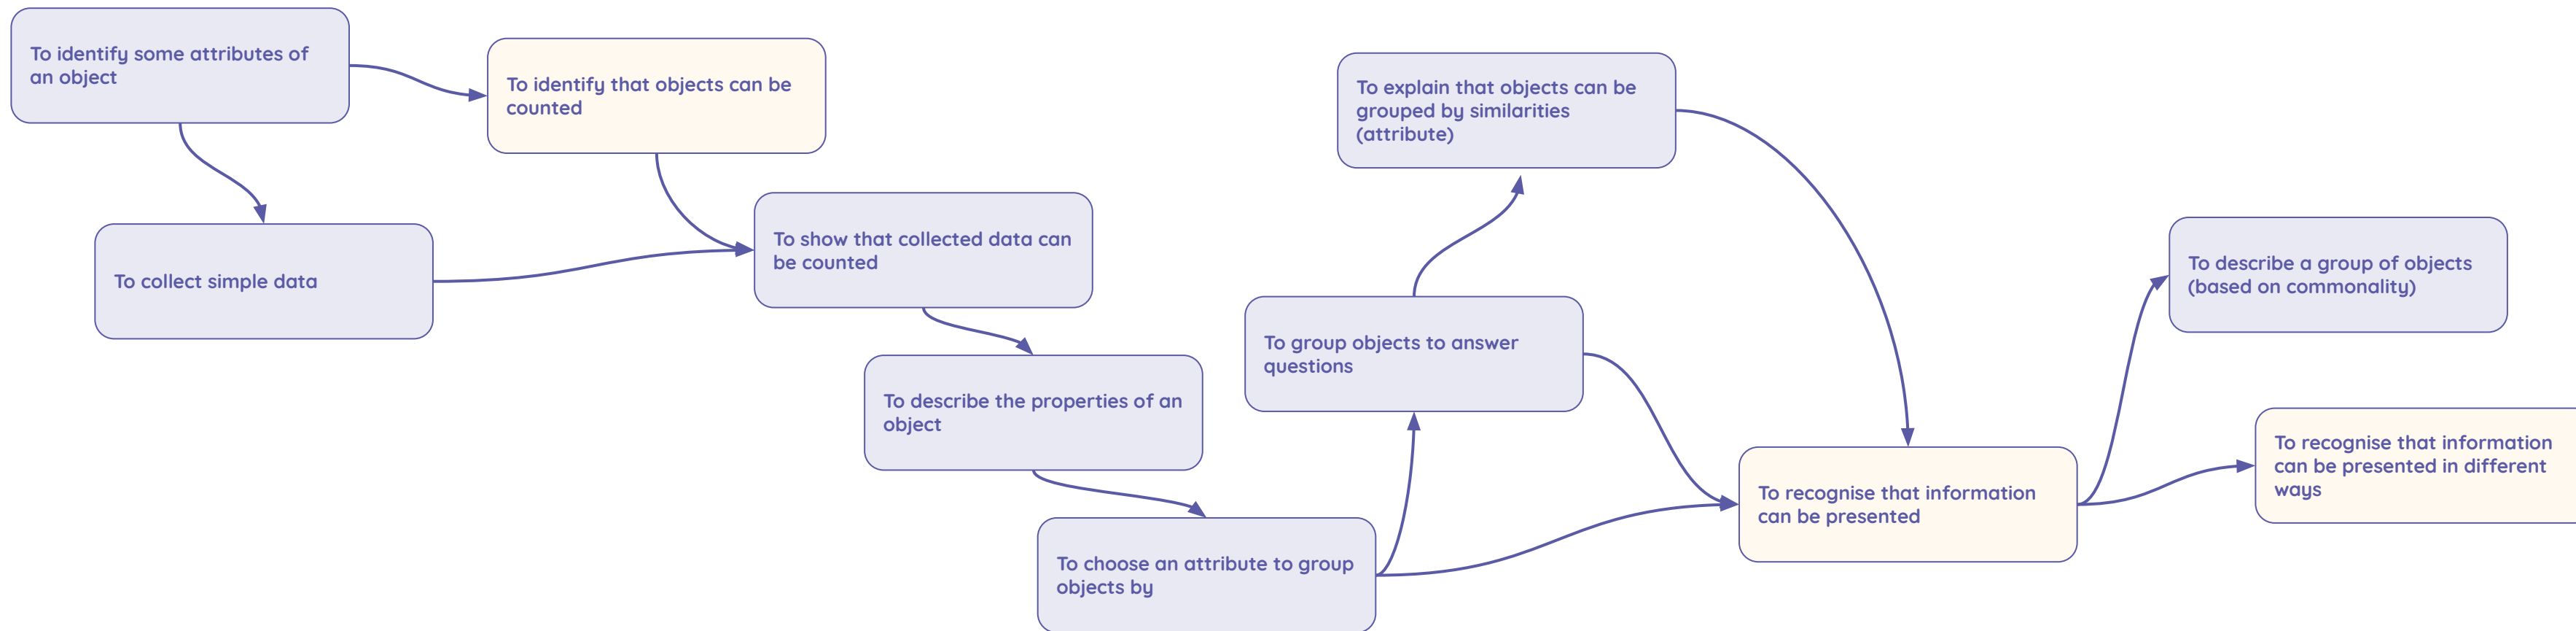 To identify some attributes of
an object
To identify that objects can be
counted
To collect simple data
To show that collected data can
be counted
To describe the properties of an
object
To choose an attribute to group
objects by
To group objects to answer
questions
To explain that objects can be
grouped by similarities
(attribute)
To recognise that information
can be presented
To describe a group of objects
(based on commonality)
To recognise that information
can be presented in different
ways